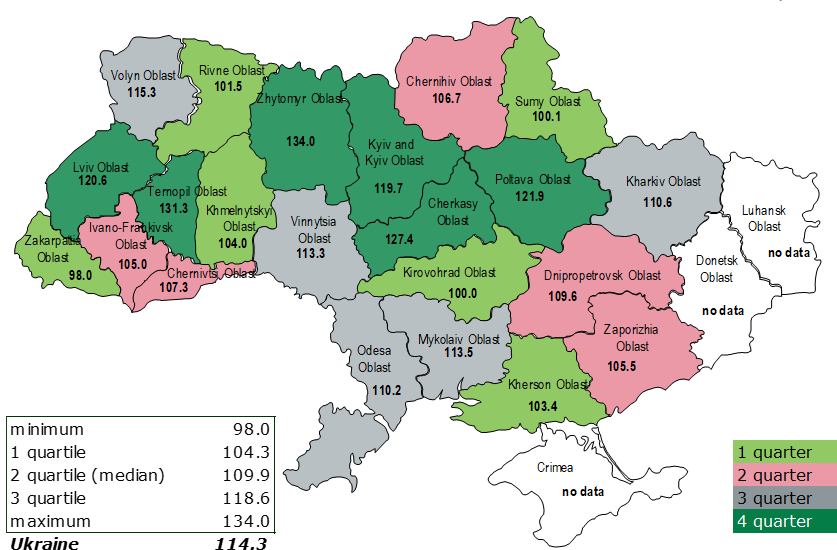 Volyn Oblast
115.3
Rivne Oblast
101.5
Zhytomyr Oblast
134.0
Kyiv and
Kyiv Oblast
119.7
Chernihiv Oblast
106.7
Sumy Oblast
100.1
Lviv Oblast
120.6
Ternopil Oblast
131.3
Khmelnytskyi
Oblast
104.0
Vinnytsia
Oblast
113.3
Cherkasy
Oblast
127.4
Poltava Oblast
121.9
Kharkiv Oblast
110.6
Luhansk
Oblast
no data
Donetsk
Oblast
no data
Zakarpattia
Oblast
98.0
Ivano-Frankivsk
Oblast
105.0
Chernivtsi Oblast
107.3
Kirovohrad Oblast
100.0
Dnipropetrovsk Oblast
109.6
Zaporizhia
Oblast
105.5
Odesa
Oblast
110.2
Mykolaiv Oblast
113.5
Kherson Oblast
103.4
Crimea
no data
minimum 98.0
1 quartile 104.3
2 quartile (median) 109.9
3 quartile 118.6
maximum 134.0
Ukraine 114.3
1 quarter
2 quarter
3 quarter
4 quarter